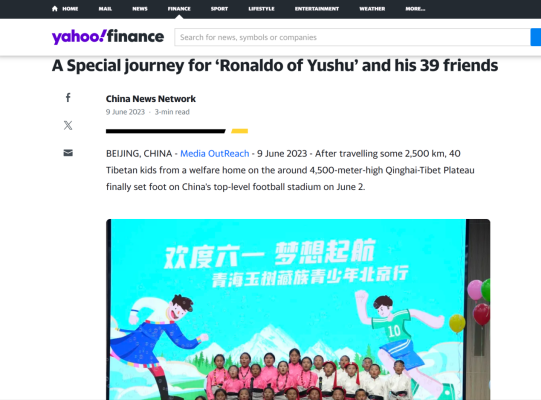 HOME MAIL NEWS FINANCE SPORT LIFESTYLE ENTERTAINMENT WEATHER MORE...
yahoo!finance Search for news, symbols or companies
A Special journey for ‘Ronaldo of Yushu’ and his 39 friends
China News Network
9 June 2023 · 3-min read
BEIJING, CHINA - Media OutReach - 9 June 2023 - After travelling some 2,500 km, 40
Tibetan kids from a welfare home on the around 4,500-meter-high Qinghai-Tibet Plateau
finally set foot on China's top-level football stadium on June 2.
欢度六一 梦想起航
青海玉树藏族青少年北京行
10